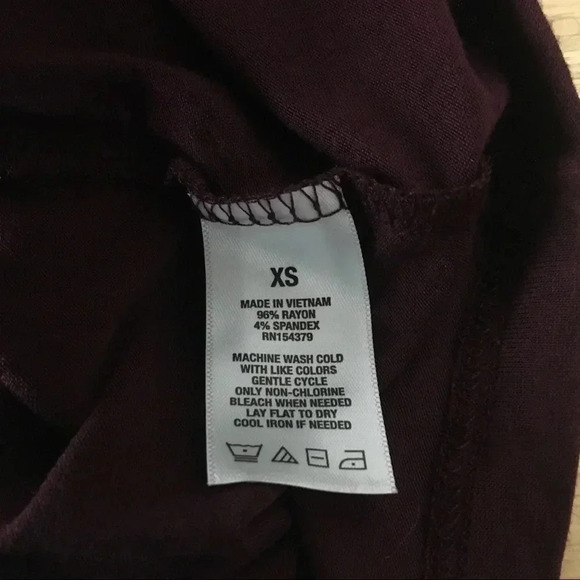 XS
MADE IN VIETNAM
96% RAYON
4% SPANDEX
RN154379
MACHINE WASH COLD
WITH LIKE COLORS
GENTLE CYCLE
ONLY NON-CHLORINE
BLEACH WHEN NEEDED
LAY FLAT TO DRY
COOL IRON IF NEEDED